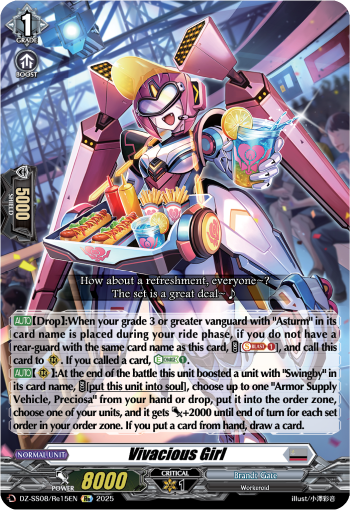 1
GRADE
BOOST
5000
SHIELD
How about a refreshment, everyone~?
The set is a great deal~♪
AUTO【Drop】:When your grade 3 or greater vanguard with "Asturm" in its
card name is placed during your ride phase, if you do not have a
rear-guard with the same card name as this card, [ BLAST 1], and call this
card to R. If you called a card, 1.
AUTO【R】:At the end of the battle this unit boosted a unit with "Swingby" in
its card name, [put this unit into soul], choose up to one "Armor Supply
Vehicle, Preciosa" from your hand or drop, put it into the order zone,
choose one of your units, and it gets +2000 until end of turn for each set
order in your order zone. If you put a card from hand, draw a card.
NORMAL UNIT
Vivacious Girl
POWER 8000
CRITICAL
1
Brandt Gate
Workeroid
DZ-SS08/Re15EN 2025
illust/小澤彩香